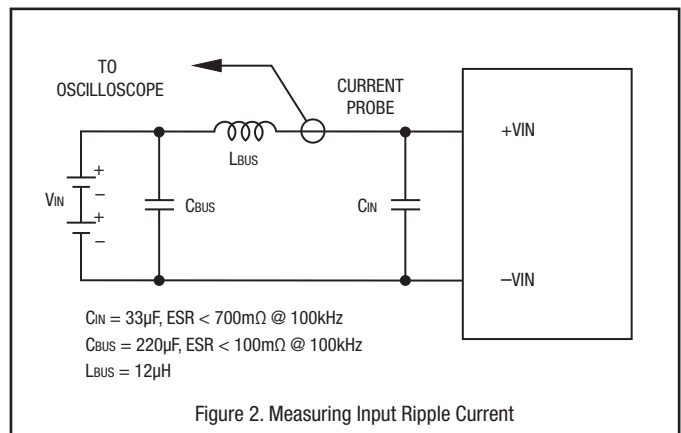 TO
OSCILLOSCOPE
CURRENT
PROBE
+VIN
LBUS
VIN
+
−
+
−
CBUS
CIN
−VIN
CIN = 33µF, ESR < 700mΩ @ 100kHz
CBUS = 220µF, ESR < 100mΩ @ 100kHz
LBUS = 12µH
Figure 2. Measuring Input Ripple Current